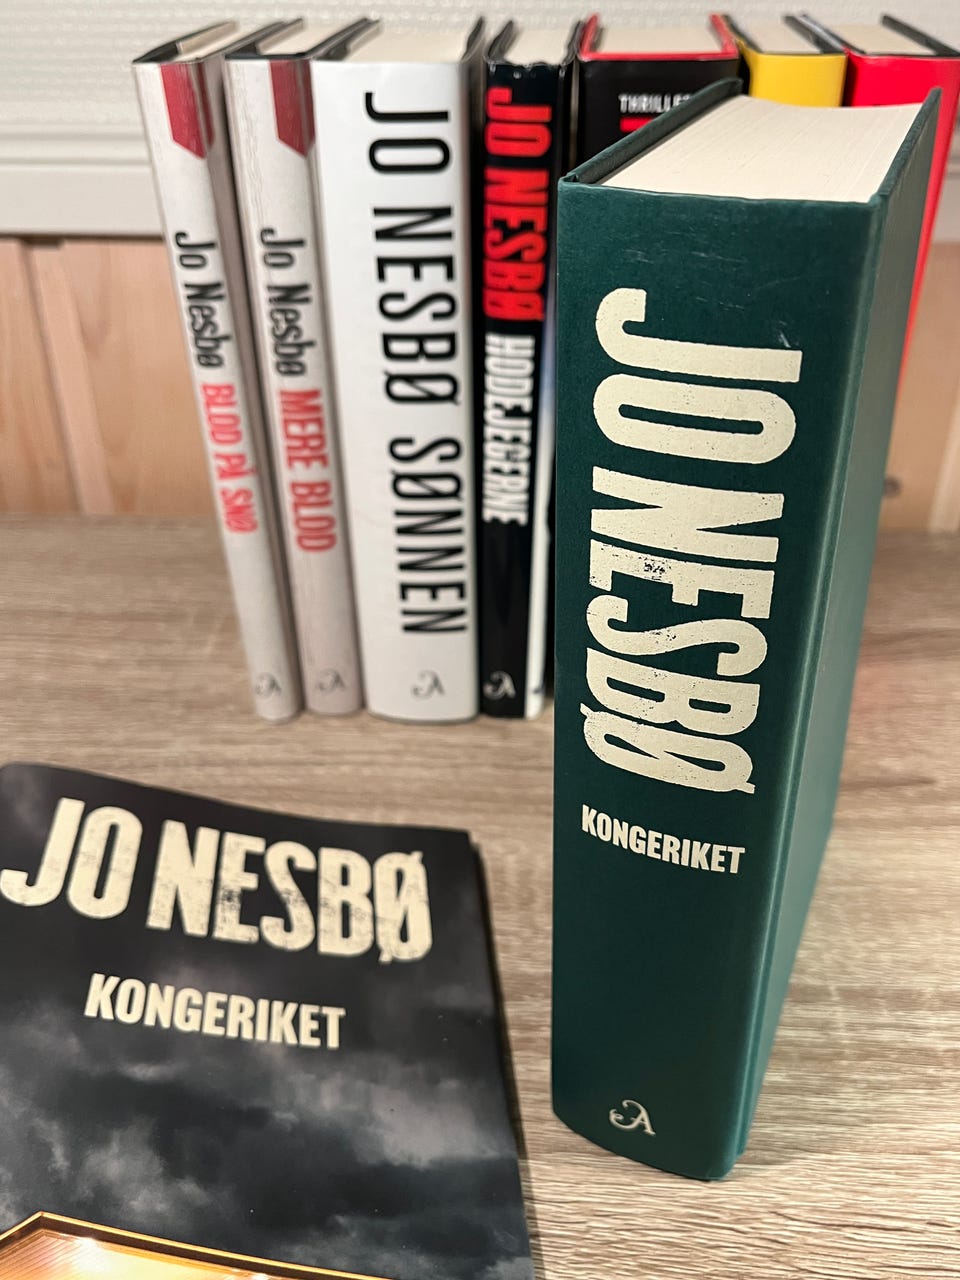 Jo Nesbø BLOD PÅ SNØ
Jo Nesbø MERE BLOD
JO NESBØ SØNNEN
JO NESBØ HODEJEGERNE
JO NESBØ
KONGERIKET
JO NESBØ
KONGERIKET